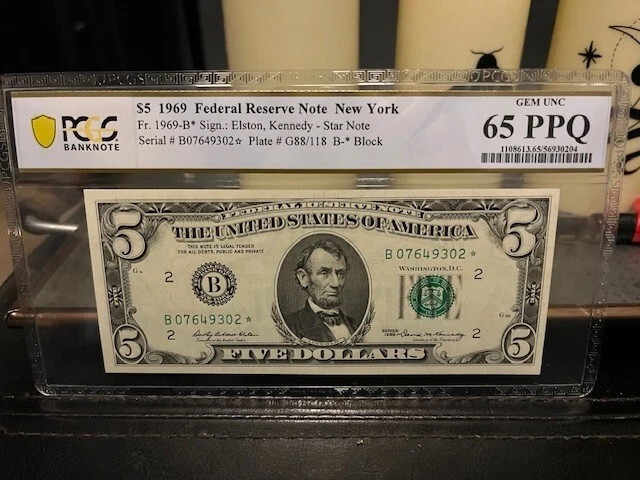 PCGS
BANKNOTE
$5 1969 Federal Reserve Note New York
Fr. 1969-B* Sign.: Elston, Kennedy - Star Note
Serial # B07649302☆ Plate # G88/118 B-* Block
GEM UNC
65 PPQ
1108613.65/56930204
FEDERAL RESERVE NOTE
THE UNITED STATES OF AMERICA
THIS NOTE IS LEGAL TENDER
FOR ALL DEBTS, PUBLIC AND PRIVATE
5
5
B 07649302 ★
WASHINGTON, D.C.
2
B
2
B 07649302 ★
2
SERIES
1969
2
5
FIVE DOLLARS
5